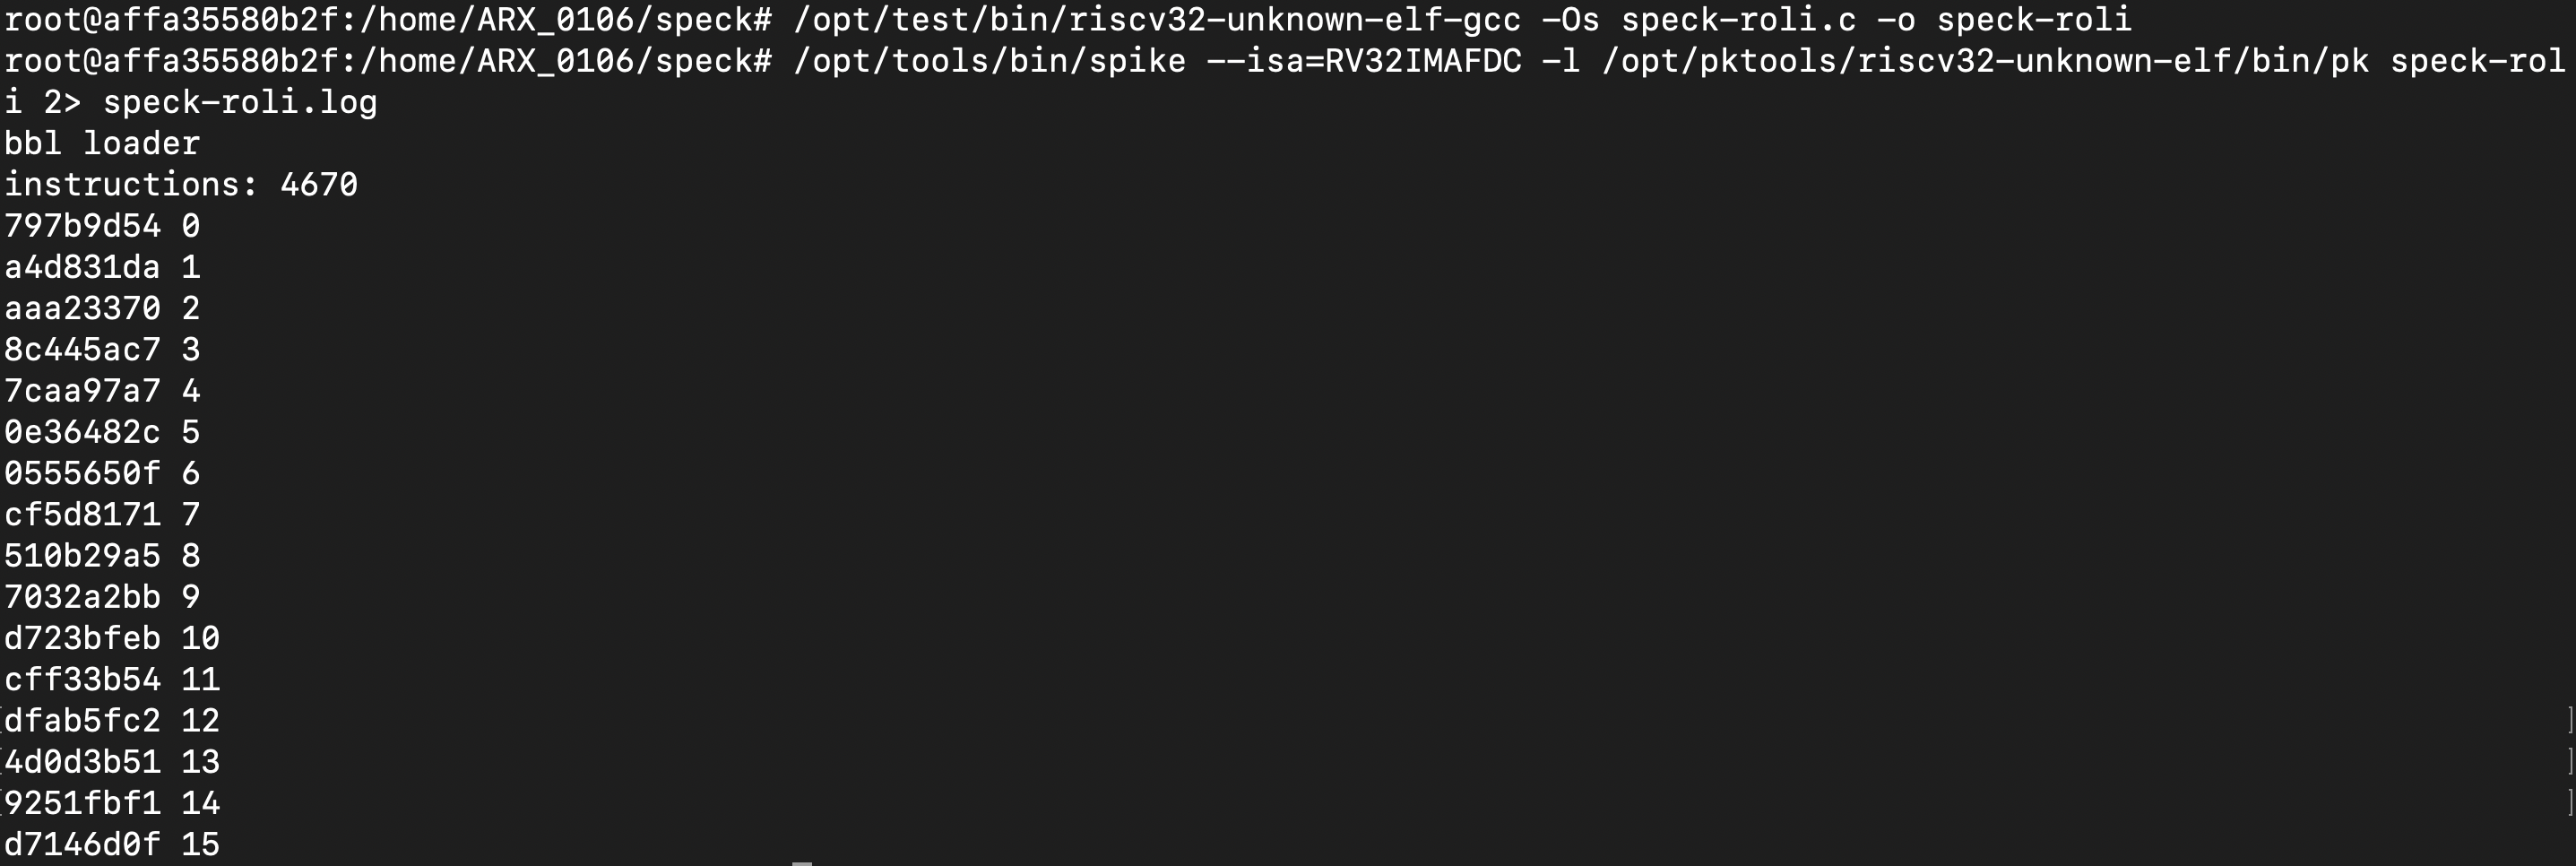 root@affa35580b2f:/home/ARX_0106/speck# /opt/test/bin/riscv32-unknown-elf-gcc -Os speck-roli.c -o speck-roli
root@affa35580b2f:/home/ARX_0106/speck# /opt/tools/bin/spike --isa=RV32IMAFDC -l /opt/pktools/riscv32-unknown-elf/bin/pk speck-rol
i 2> speck-roli.log
bbl loader
instructions: 4670
797b9d54 0
a4d831da 1
aaa23370 2
8c445ac7 3
7caa97a7 4
0e36482c 5
0555650f 6
cf5d8171 7
510b29a5 8
7032a2bb 9
d723bfeb 10
cff33b54 11
[dfab5fc2 12 ]
[4d0d3b51 13 ]
[9251fbf1 14 ]
d7146d0f 15